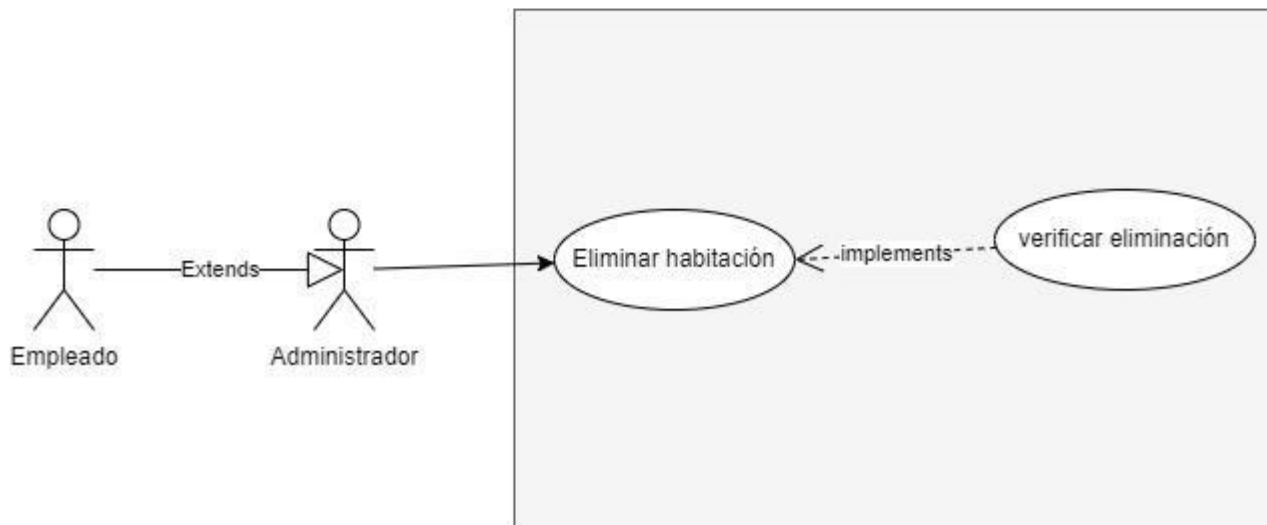 Extends
Empleado
Administrador
Eliminar habitación
implements
verificar eliminación